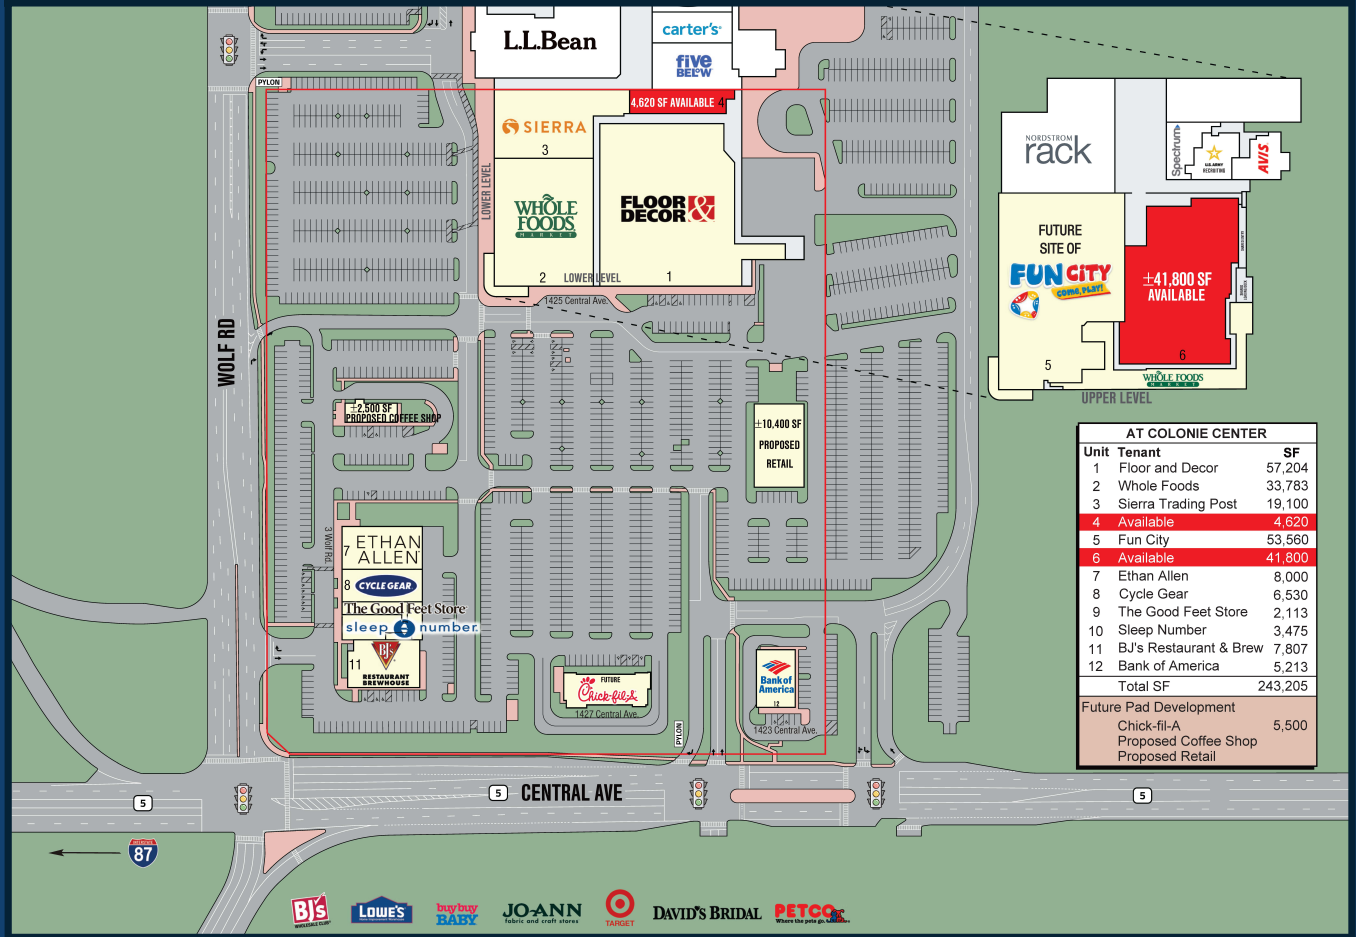 L.L.Bean
carter's®
five
BELOW
PYLON
4,620 SF AVAILABLE 4
SIERRA
3
LOWER LEVEL
WHOLE
FOODS
MARKET
2
FLOOR
& DECOR
LOWER LEVEL
1
1425 Central Ave.
WOLF RD
NORDSTROM
rack
Spectrum
U.S. ARMY
RECRUITING
AVIS
FUTURE
SITE OF
FUN CITY
COME, PLAY!
5
±41,800 SF
AVAILABLE
6
WHOLE FOODS
MARKET
UPPER LEVEL
±2,500 SF
PROPOSED COFFEE SHOP
±10,400 SF
PROPOSED
RETAIL
3 Wolf Rd.
7
ETHAN
ALLEN
8 CYCLE GEAR
The Good Feet Store
sleep number.
BJ's
11
RESTAURANT
BREWHOUSE
FUTURE
Chick-fil-A
1427 Central Ave.
PYLON
Bank of
America
12
1423 Central Ave.
AT COLONIE CENTER
Unit Tenant SF
1 Floor and Decor 57,204
2 Whole Foods 33,783
3 Sierra Trading Post 19,100
4 Available 4,620
5 Fun City 53,560
6 Available 41,800
7 Ethan Allen 8,000
8 Cycle Gear 6,530
9 The Good Feet Store 2,113
10 Sleep Number 3,475
11 BJ's Restaurant & Brew 7,807
12 Bank of America 5,213
Total SF 243,205
Future Pad Development
Chick-fil-A 5,500
Proposed Coffee Shop
Proposed Retail
5
5
CENTRAL AVE
5
87
BJ's
WHOLESALE CLUB
LOWE'S
buybuy
BABY
JO-ANN
fabric and craft stores
TARGET
DAVID'S BRIDAL
PETCO
Where the pets go.